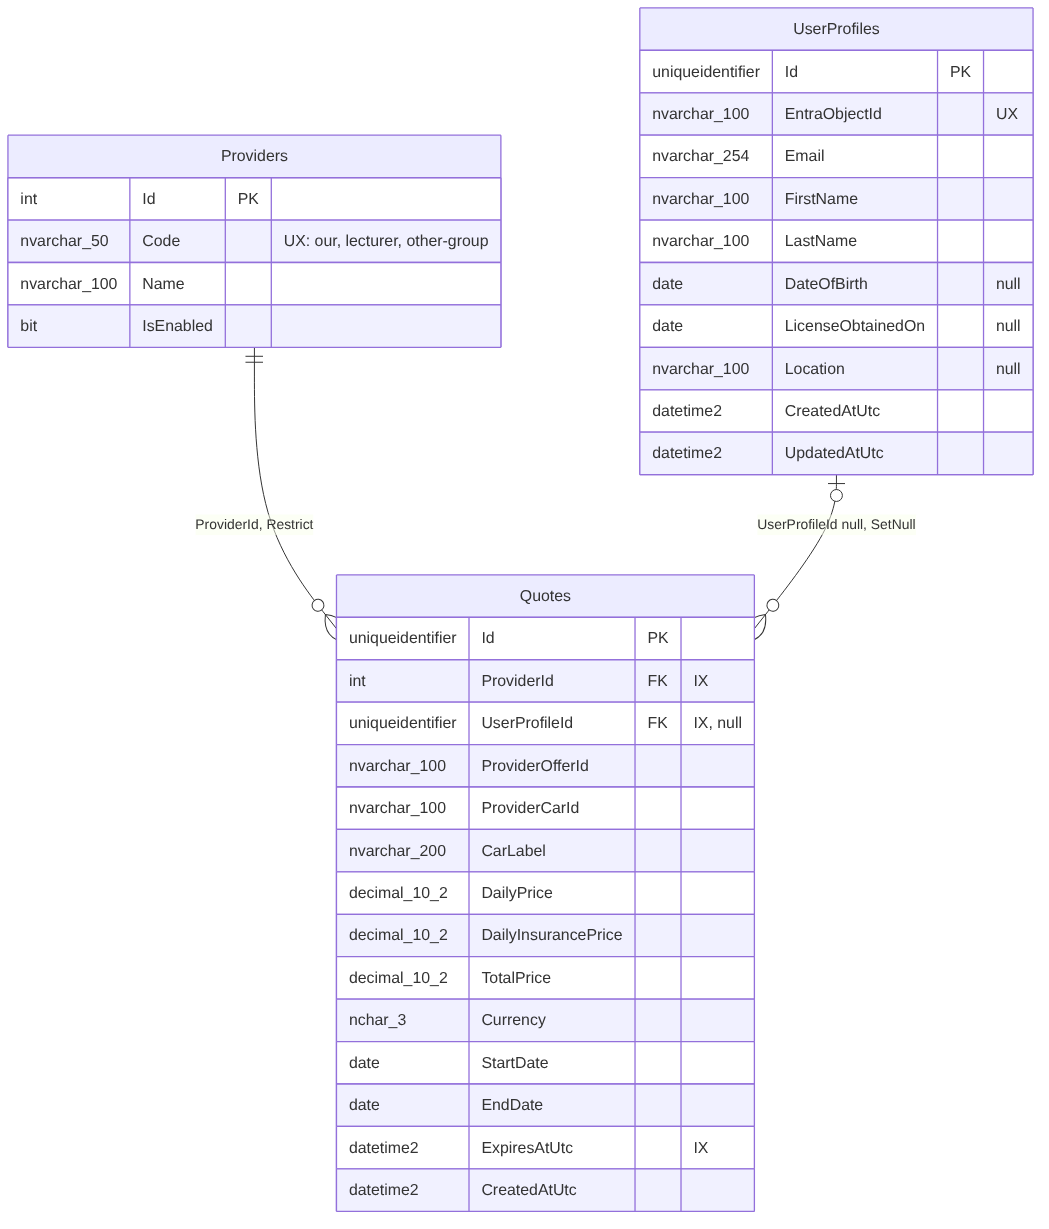 UserProfiles
uniqueidentifier Id PK
nvarchar_100 EntraObjectId UX
nvarchar_254 Email
nvarchar_100 FirstName
nvarchar_100 LastName
date DateOfBirth null
date LicenseObtainedOn null
nvarchar_100 Location null
datetime2 CreatedAtUtc
datetime2 UpdatedAtUtc
Providers
int Id PK
nvarchar_50 Code UX: our, lecturer, other-group
nvarchar_100 Name
bit IsEnabled
ProviderId, Restrict
UserProfileId null, SetNull
Quotes
uniqueidentifier Id PK
int ProviderId FK IX
uniqueidentifier UserProfileId FK IX, null
nvarchar_100 ProviderOfferId
nvarchar_100 ProviderCarId
nvarchar_200 CarLabel
decimal_10_2 DailyPrice
decimal_10_2 DailyInsurancePrice
decimal_10_2 TotalPrice
nchar_3 Currency
date StartDate
date EndDate
datetime2 ExpiresAtUtc IX
datetime2 CreatedAtUtc